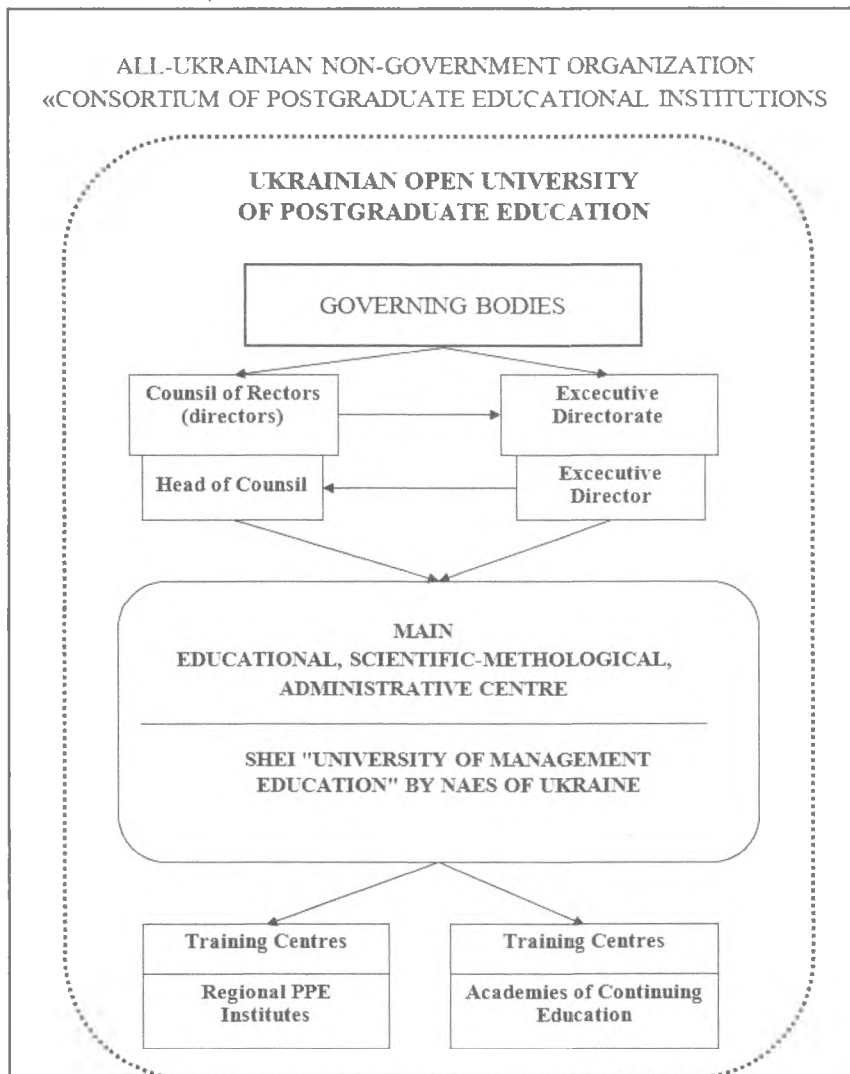 ALL-UKRAINIAN NON-GOVERNMENT ORGANIZATION
«CONSORTIUM OF POSTGRADUATE EDUCATIONAL INSTITUTIONS
UKRAINIAN OPEN UNIVERSITY
OF POSTGRADUATE EDUCATION
GOVERNING BODIES
Counsil of Rectors
(directors)
Excecutive
Directorate
Head of Counsil
Excecutive
Director
MAIN
EDUCATIONAL, SCIENTIFIC-METHOLOGICAL,
ADMINISTRATIVE CENTRE
SHEI "UNIVERSITY OF MANAGEMENT
EDUCATION" BY NAES OF UKRAINE
Training Centres
Regional PPE
Institutes
Training Centres
Academies of Continuing
Education